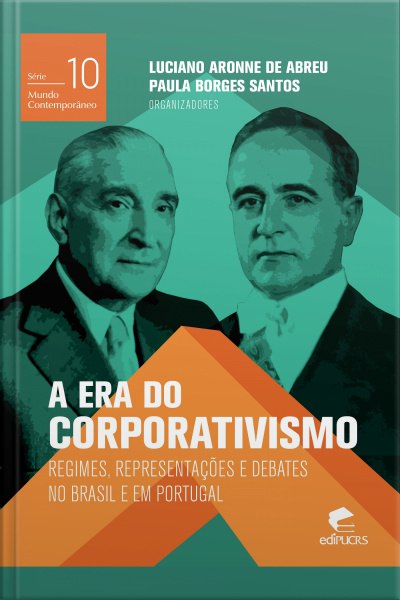 Série
10
Mundo
Contemporâneo
LUCIANO ARONNE DE ABREU
PAULA BORGES SANTOS
ORGANIZADORES
A ERA DO
CORPORATIVISMO
REGIMES, REPRESENTAÇÕES E DEBATES
NO BRASIL E EM PORTUGAL
ediPUCRS